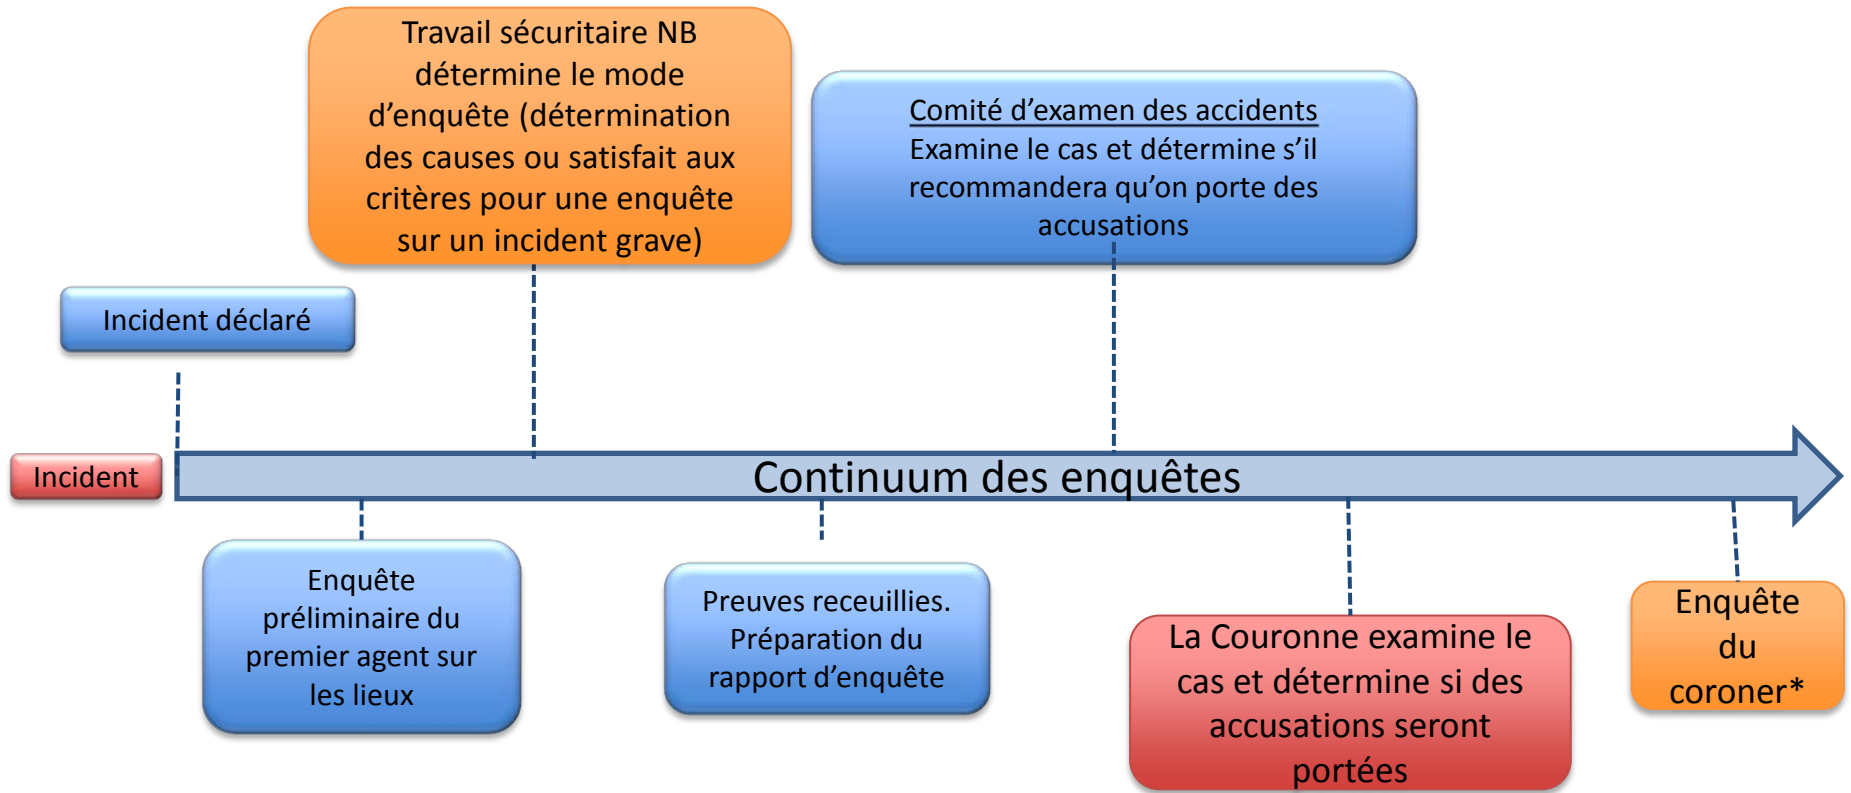 Travail sécuritaire NB
détermine le mode
d’enquête (détermination
des causes ou satisfait aux
critères pour une enquête
sur un incident grave)
Comité d’examen des accidents
Examine le cas et détermine s’il
recommandera qu’on porte des
accusations
Incident déclaré
Incident
Continuum des enquêtes
Enquête
préliminaire du
premier agent sur
les lieux
Preuves receuillies.
Préparation du
rapport d’enquête
La Couronne examine le
cas et détermine si des
accusations seront
portées
Enquête
du
coroner*